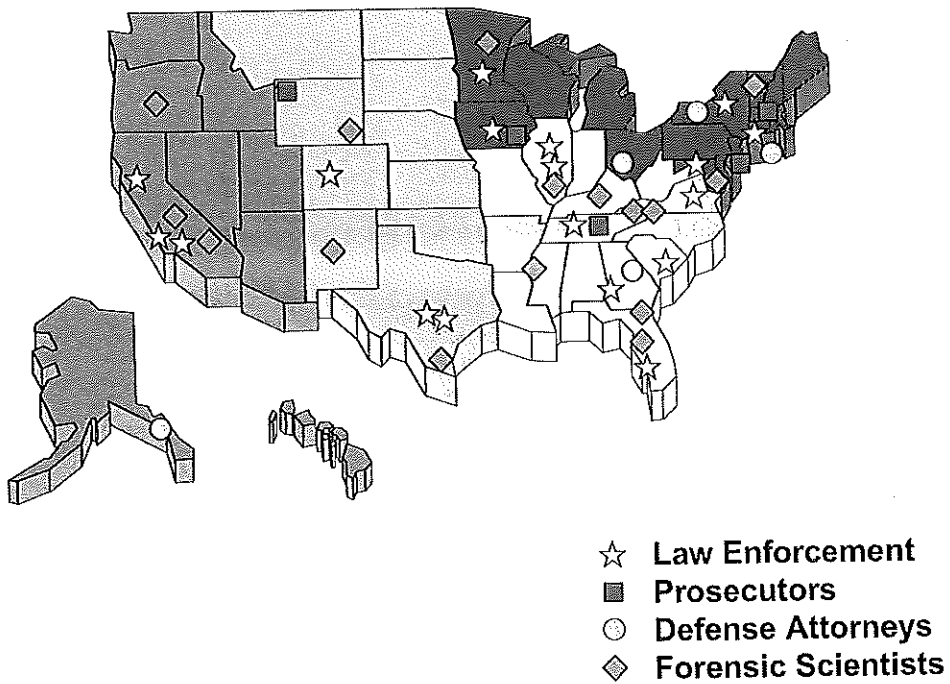 Law Enforcement
Prosecutors
Defense Attorneys
Forensic Scientists